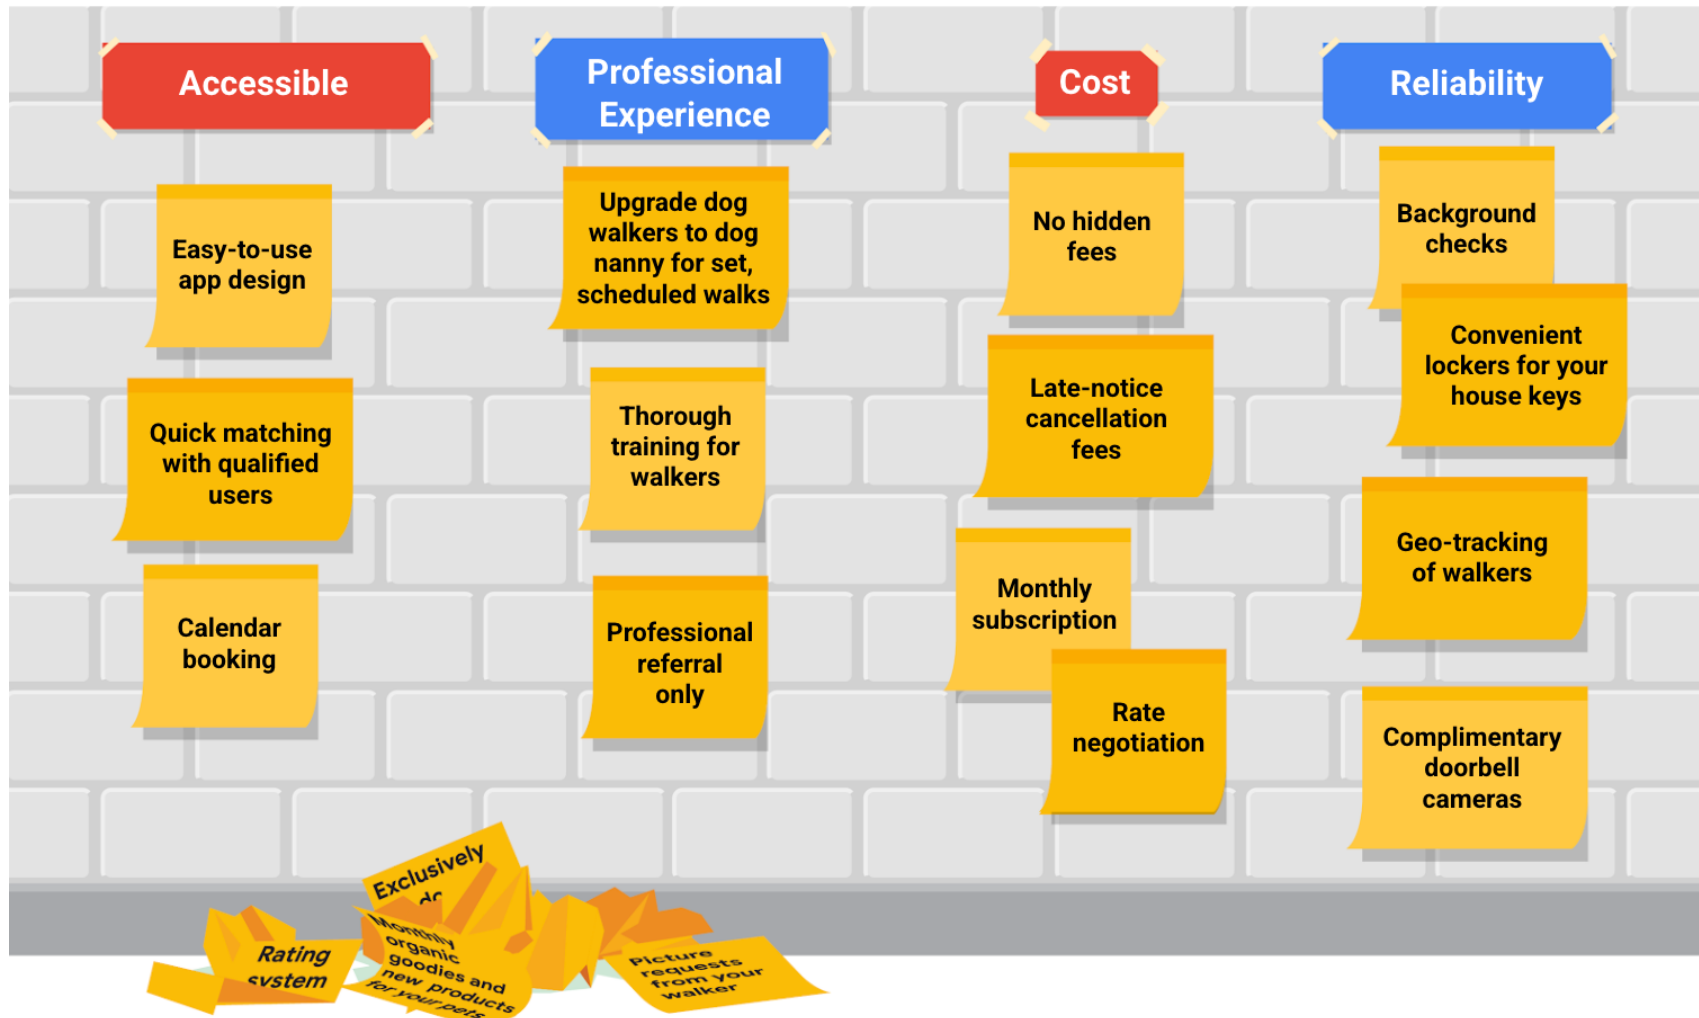 Accessible
Easy-to-use
app design
Quick matching
with qualified
users
Calendar
booking
Professional
Experience
Upgrade dog
walkers to dog
nanny for set,
scheduled walks
Thorough
training for
walkers
Professional
referral
only
Cost
No hidden
fees
Late-notice
cancellation
fees
Monthly
subscription
Rate
negotiation
Reliability
Background
checks
Convenient
lockers for your
house keys
Geo-tracking
of walkers
Complimentary
doorbell
cameras
Exclusively
Rating
system
Monthly
organic
goodies and
new products
for your pets
Picture
requests
from your
walker